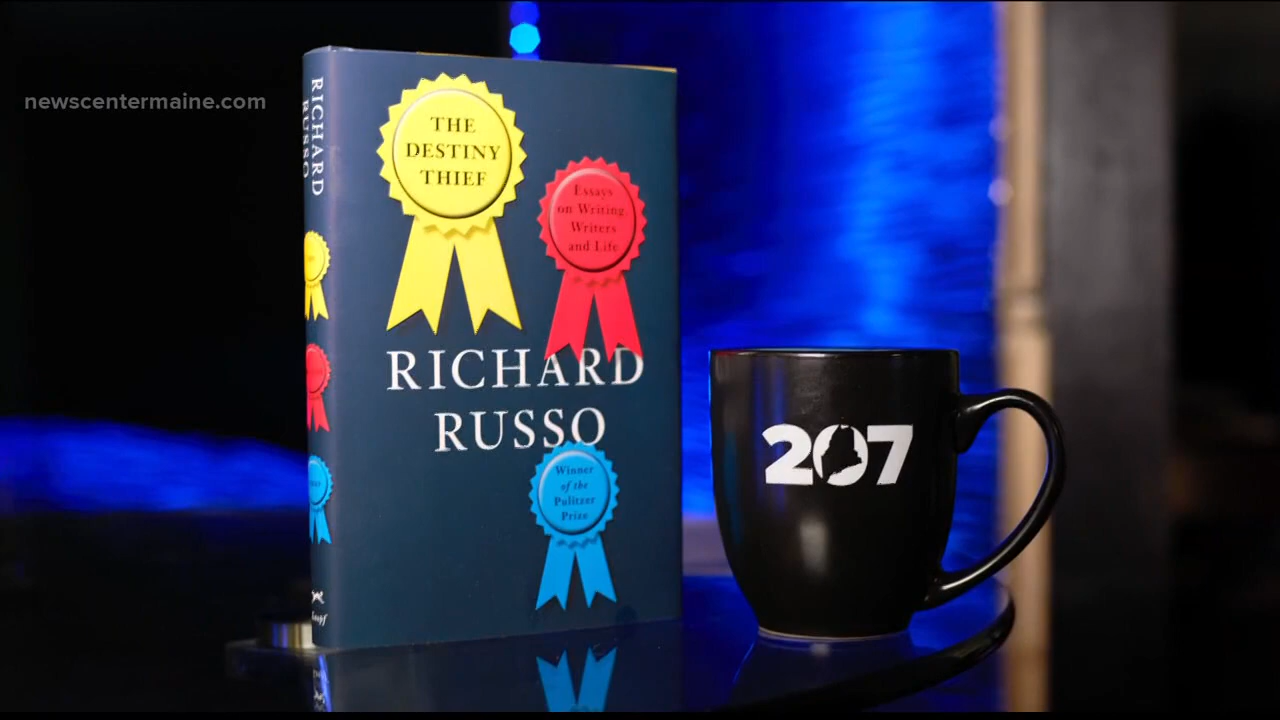 newscentermaine.com
RICHARD
RUSSO
THE
DESTINY
THIEF
Essays
on Writing,
Writers
and Life
RICHARD
RUSSO
Winner
of the
Pulitzer
Prize
207